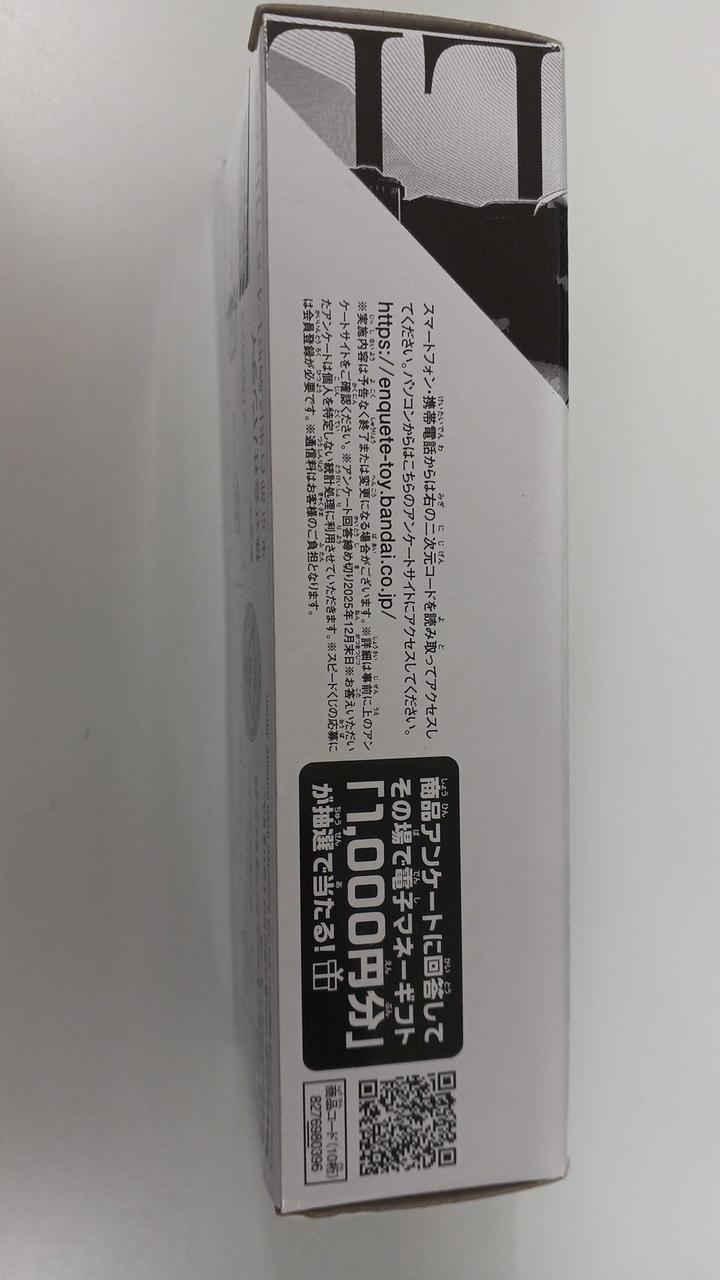 スマートフォン・携帯電話からは右の二次元コードを読み取ってアクセスし
てください。パソコンからはこちらのアンケートサイトにアクセスしてください。
https://enquete-toy.bandai.co.jp/
※実施内容は予告なく終了または変更になる場合がございます。※詳細は事前に上のアン
ケートサイトをご確認ください。※アンケート回答締め切り2025年12月末日※お答えいただい
たアンケートは個人を特定しない統計処理に利用させていただきます。※スピードくじの応募に
は会員登録が必要です。※通信料はお客様のご負担となります。
商品アンケートに回答して
その場で電子マネーギフト
「1,000円分」
が抽選で当たる!
商品コード(10桁)
8276980396